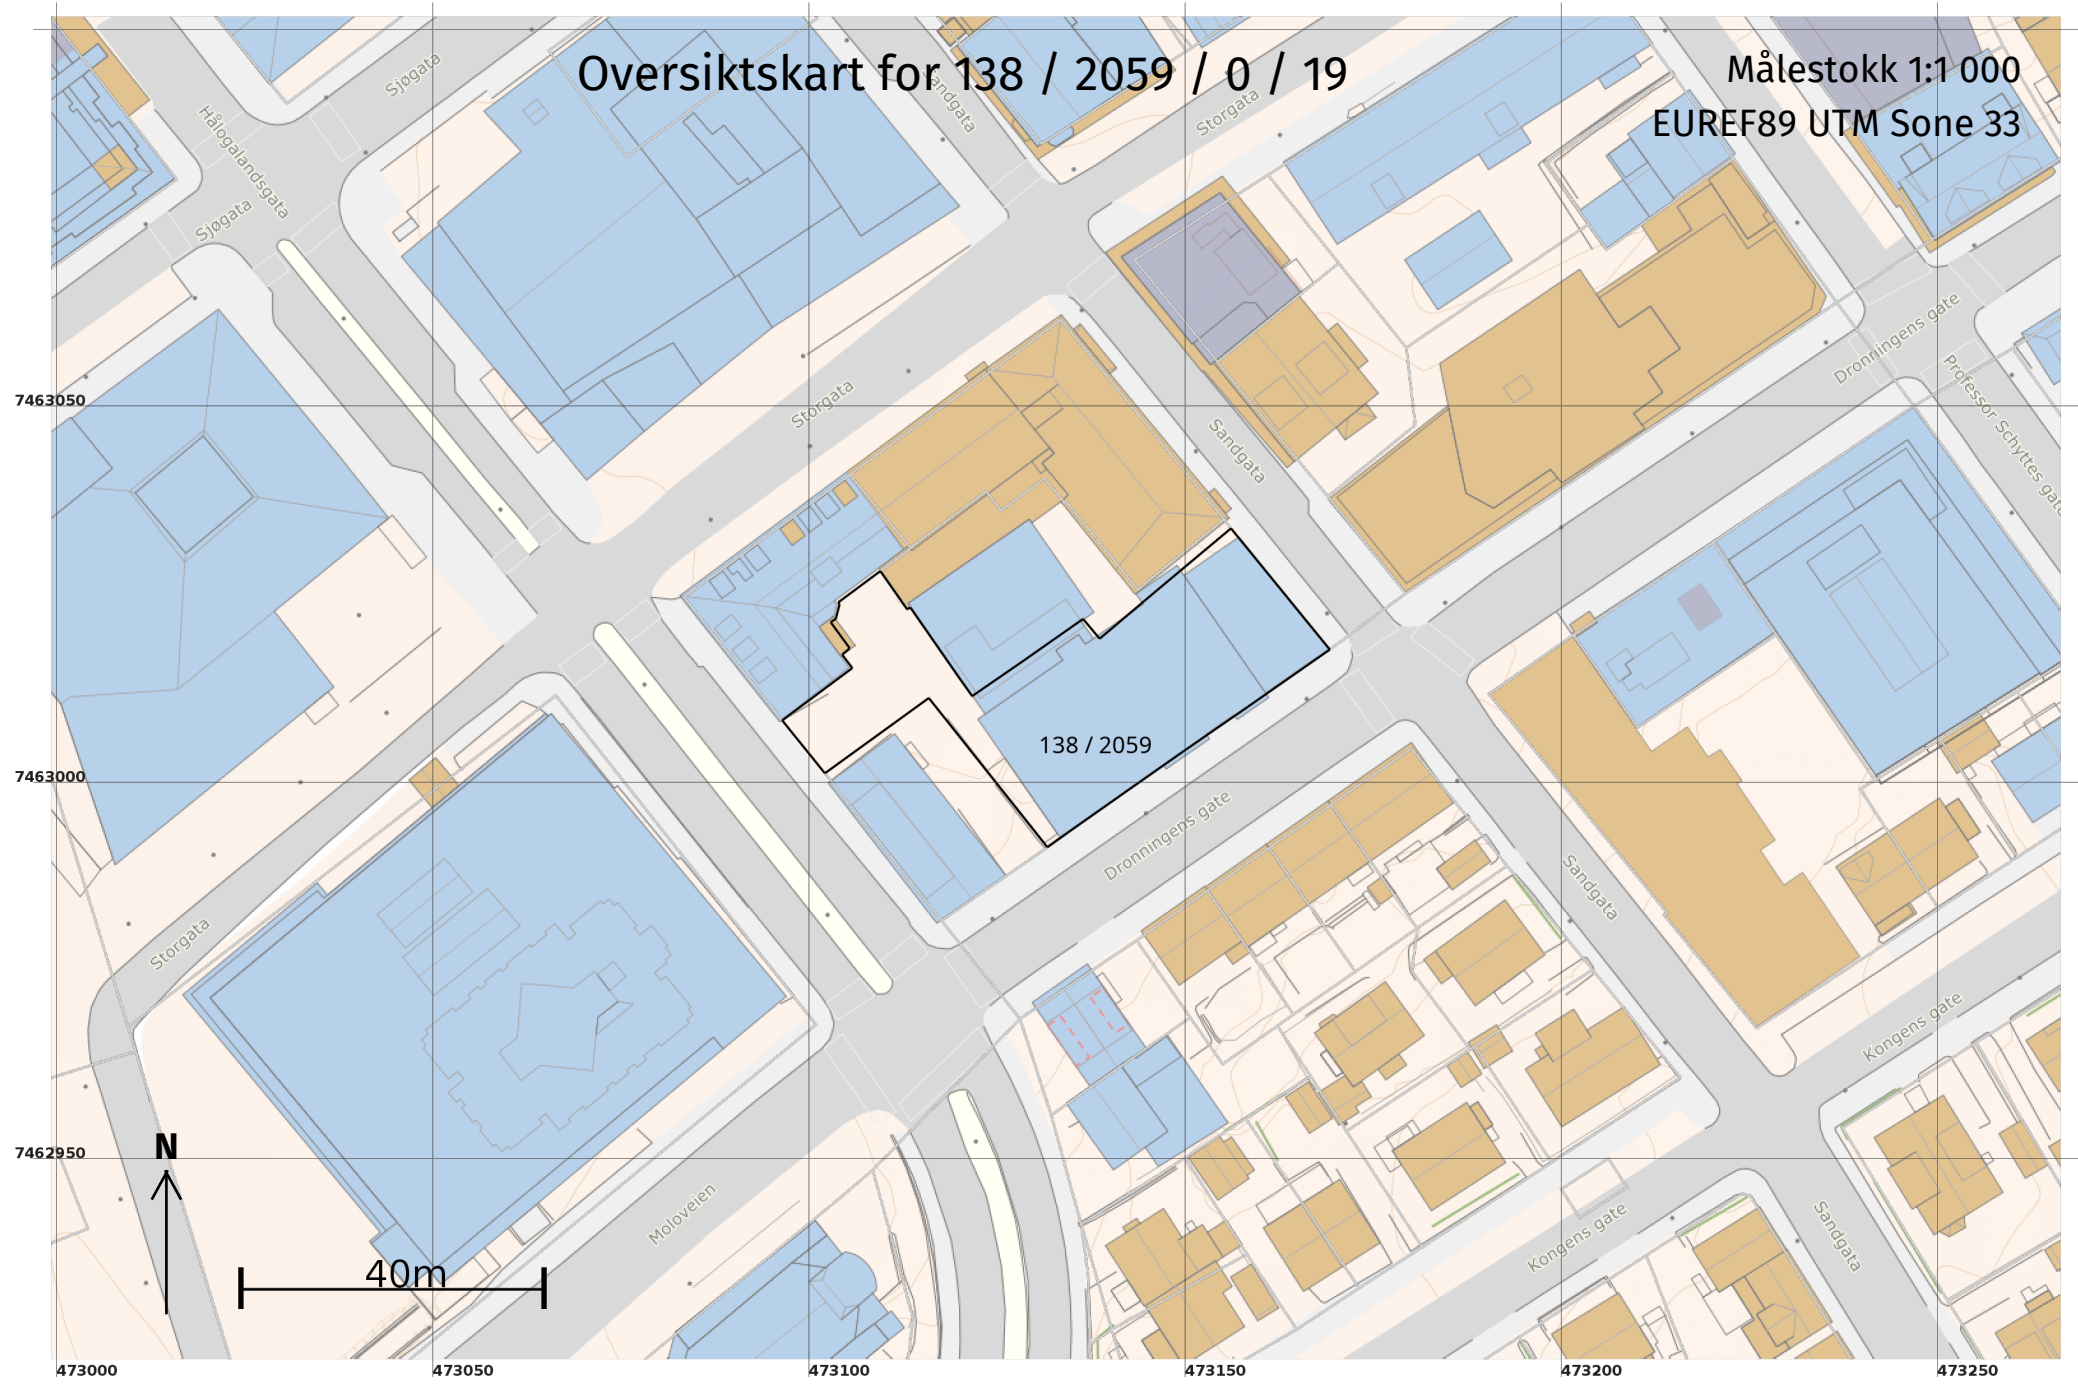 Oversiktskart for 138 / 2059 / 0 / 19
Målestokk 1:1 000
EUREF89 UTM Sone 33
Sjøgata
Sandgata
Storgata
Hålogalandsgata
Sjøgata
Dronningens gate
Professor Schyttes gate
7463050
Storgata
Sandgata
138 / 2059
7463000
Dronningens gate
Sandgata
Storgata
Kongens gate
N
7462950
Moloveien
Kongens gate
Sandgata
40m
473000
473050
473100
473150
473200
473250